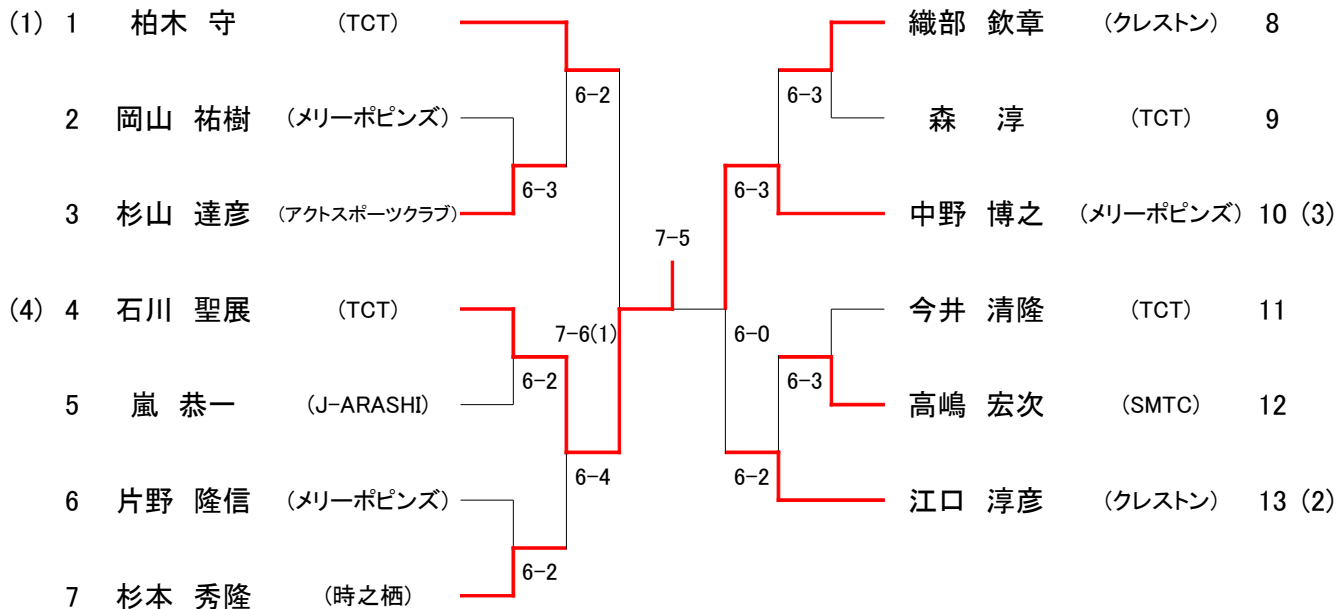 (1) 1 柏木 守 (TCT) 織部 欽章 (クレストン) 8
6-2 6-3
2 岡山 祐樹 (メリーポピンズ) 森 淳 (TCT) 9
6-3 6-3
3 杉山 達彦 (アクトスポーツクラブ) 中野 博之 (メリーポピンズ) 10 (3)
7-5
(4) 4 石川 聖展 (TCT) 今井 清隆 (TCT) 11
7-6(1) 6-0
6-2 6-3
5 嵐 恭一 (J-ARASHI) 高嶋 宏次 (SMTC) 12
6-4 6-2
6 片野 隆信 (メリーポピンズ) 江口 淳彦 (クレストン) 13 (2)
6-2
7 杉本 秀隆 (時之栖)